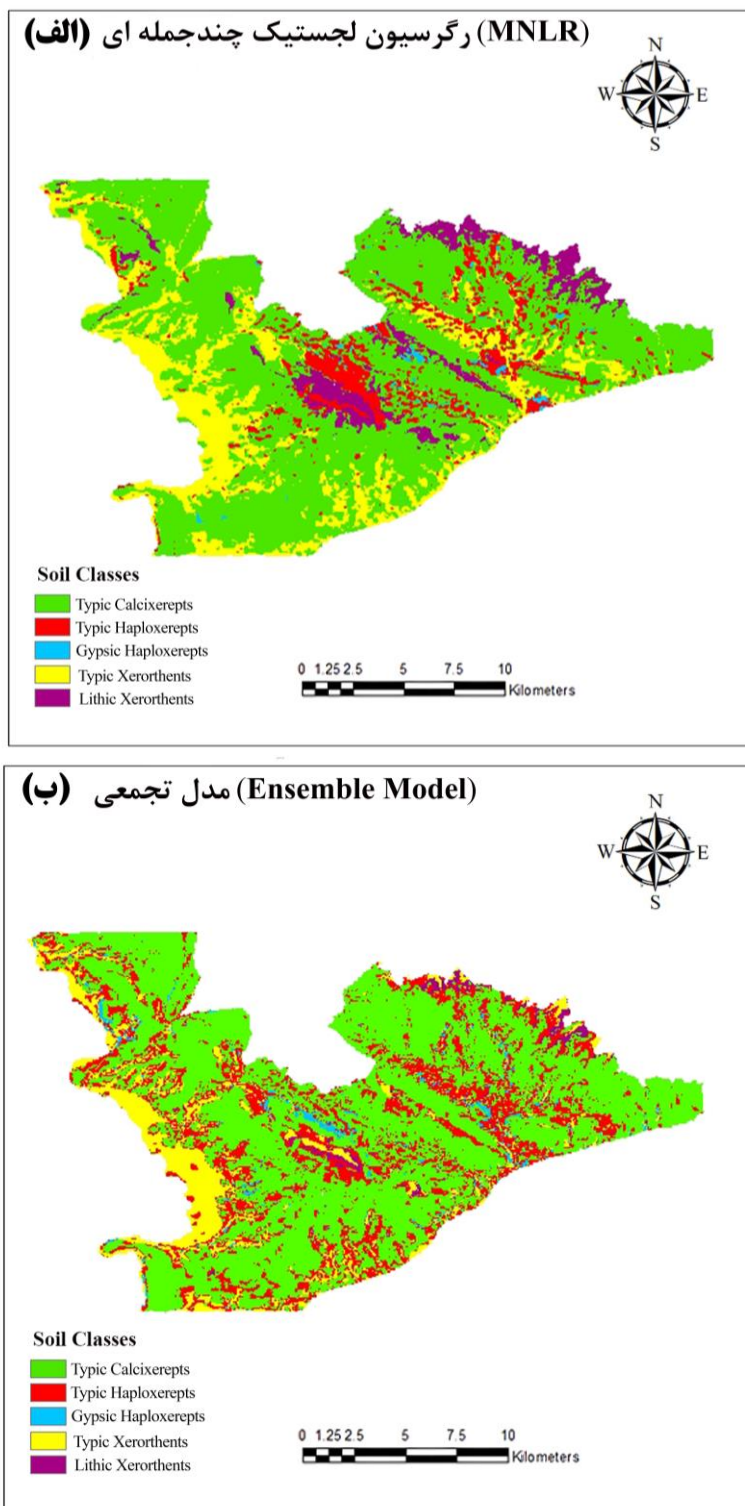 (الف) رگرسیون لجستیک چندجمله ای (MNLR)
N
W E
S
Soil Classes
Typic Calcixerepts
Typic Haploxerepts
Gypsic Haploxerepts
Typic Xerorthents
Lithic Xerorthents
0 1.25 2.5 5 7.5 10
Kilometers
(ب) مدل تجمعی (Ensemble Model)
N
W E
S
Soil Classes
Typic Calcixerepts
Typic Haploxerepts
Gypsic Haploxerepts
Typic Xerorthents
Lithic Xerorthents
0 1.25 2.5 5 7.5 10
Kilometers